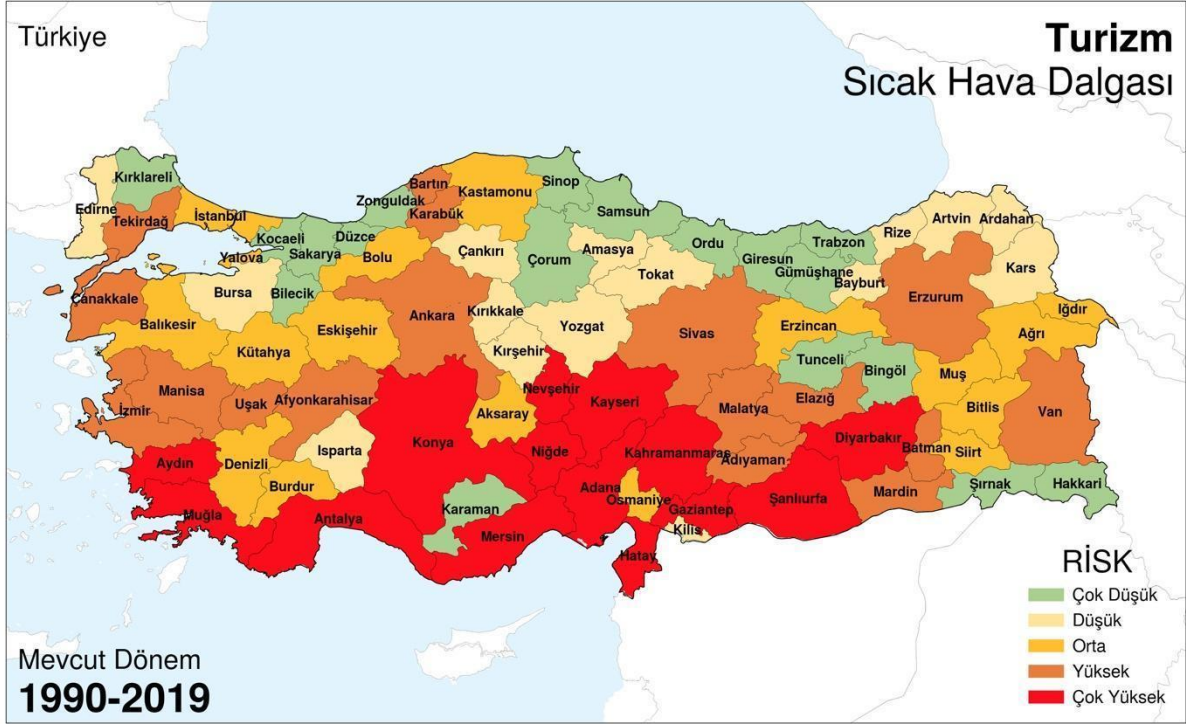 Türkiye
Turizm
Sıcak Hava Dalgası
Kırklareli
Edirne
Tekirdağ
İstanbul
Kocaeli
Yalova
Sakarya
Düzce
Zonguldak
Bartın
Karabük
Kastamonu
Sinop
Samsun
Bolu
Çankırı
Çorum
Amasya
Tokat
Ordu
Giresun
Trabzon
Gümüşhane
Rize
Artvin
Ardahan
Bayburt
Kars
Erzurum
Iğdır
Ağrı
Çanakkale
Bursa
Bilecik
Balıkesir
Kütahya
Eskişehir
Ankara
Kırıkkale
Kırşehir
Yozgat
Sivas
Erzincan
Tunceli
Bingöl
Muş
Bitlis
Van
Manisa
İzmir
Uşak
Afyonkarahisar
Konya
Aksaray
Nevşehir
Kayseri
Malatya
Elazığ
Diyarbakır
Batman
Siirt
Aydın
Denizli
Isparta
Burdur
Niğde
Kahramanmaraş
Adıyaman
Mardin
Şırnak
Hakkari
Muğla
Antalya
Karaman
Mersin
Adana
Osmaniye
Gaziantep
Şanlıurfa
Kilis
Hatay
RİSK
Çok Düşük
Düşük
Orta
Yüksek
Çok Yüksek
Mevcut Dönem
1990-2019